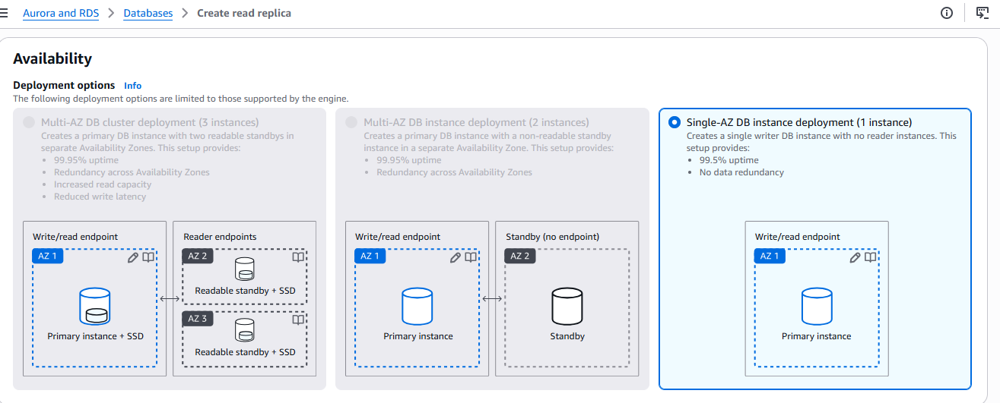 Aurora and RDS > Databases > Create read replica
Availability
Deployment options Info
The following deployment options are limited to those supported by the engine.
Multi-AZ DB cluster deployment (3 instances)
Creates a primary DB instance with two readable standbys in
separate Availability Zones. This setup provides:
• 99.95% uptime
• Redundancy across Availability Zones
• Increased read capacity
• Reduced write latency
Write/read endpoint
AZ 1
Primary instance + SSD
Reader endpoints
AZ 2
Readable standby + SSD
AZ 3
Readable standby + SSD
Multi-AZ DB instance deployment (2 instances)
Creates a primary DB instance with a non-readable standby
instance in a separate Availability Zone. This setup provides:
• 99.95% uptime
• Redundancy across Availability Zones
Write/read endpoint
AZ 1
Primary instance
Standby (no endpoint)
AZ 2
Standby
Single-AZ DB instance deployment (1 instance)
Creates a single writer DB instance with no reader instances. This
setup provides:
• 99.5% uptime
• No data redundancy
Write/read endpoint
AZ 1
Primary instance